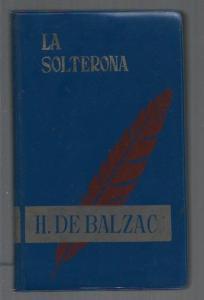 LA
SOLTERONA
H. DE BALZAC